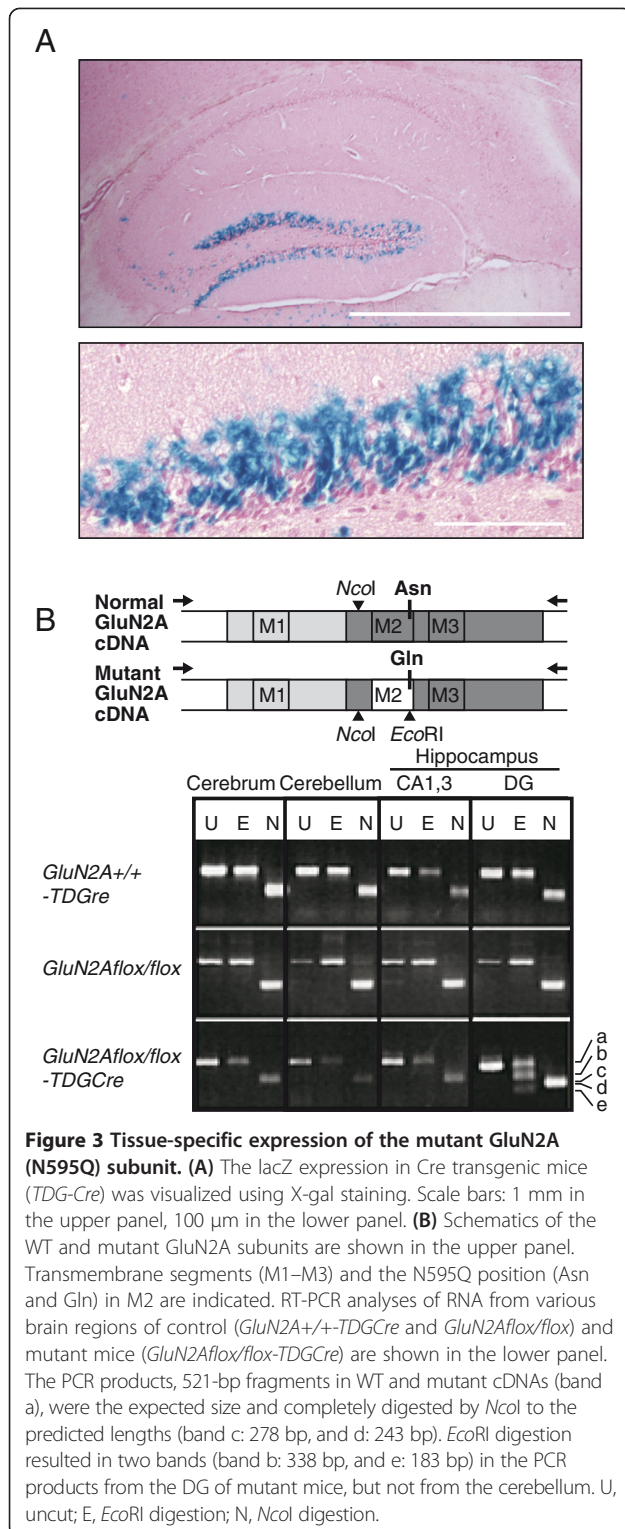 A
B
NcoI Asn
Normal GluN2A cDNA
M1 M2 M3
Gln
Mutant GluN2A cDNA
M1 M2 M3
NcoI EcoRI
Hippocampus
Cerebrum Cerebellum CA1,3 DG
U E N U E N U E N U E N
GluN2A+/+
-TDGre
GluN2Aflox/flox
GluN2Aflox/flox
-TDGCre
a
b
c
d
e
Figure 3 Tissue-specific expression of the mutant GluN2A
(N595Q) subunit. (A) The lacZ expression in Cre transgenic mice
(TDG-Cre) was visualized using X-gal staining. Scale bars: 1 mm in
the upper panel, 100 μm in the lower panel. (B) Schematics of the
WT and mutant GluN2A subunits are shown in the upper panel.
Transmembrane segments (M1–M3) and the N595Q position (Asn
and Gln) in M2 are indicated. RT-PCR analyses of RNA from various
brain regions of control (GluN2A+/+-TDGCre and GluN2Aflox/flox) and
mutant mice (GluN2Aflox/flox-TDGCre) are shown in the lower panel.
The PCR products, 521-bp fragments in WT and mutant cDNAs (band
a), were the expected size and completely digested by NcoI to the
predicted lengths (band c: 278 bp, and d: 243 bp). EcoRI digestion
resulted in two bands (band b: 338 bp, and e: 183 bp) in the PCR
products from the DG of mutant mice, but not from the cerebellum. U,
uncut; E, EcoRI digestion; N, NcoI digestion.